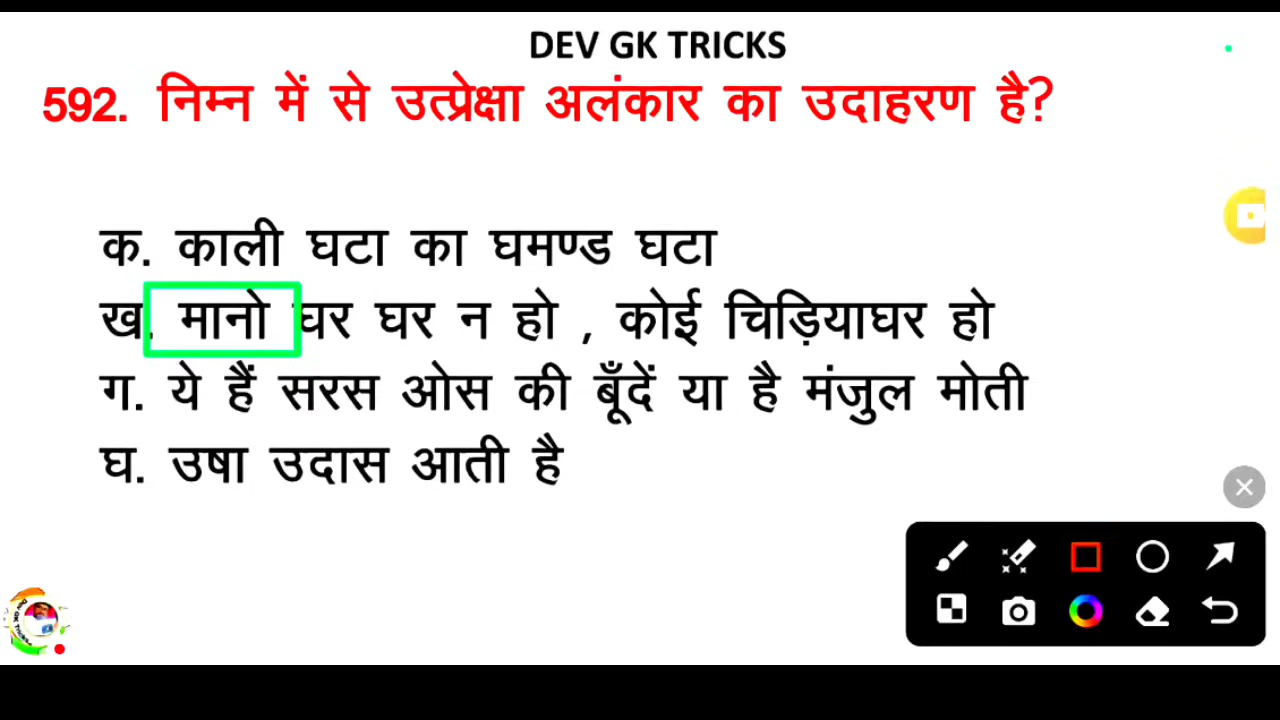 DEV GK TRICKS
592. निम्न में से उत्प्रेक्षा अलंकार का उदाहरण है?
क. काली घटा का घमण्ड घटा
ख. मानो घर घर न हो , कोई चिड़ियाघर हो
ग. ये हैं सरस ओस की बूँदें या है मंजुल मोती
घ. उषा उदास आती है